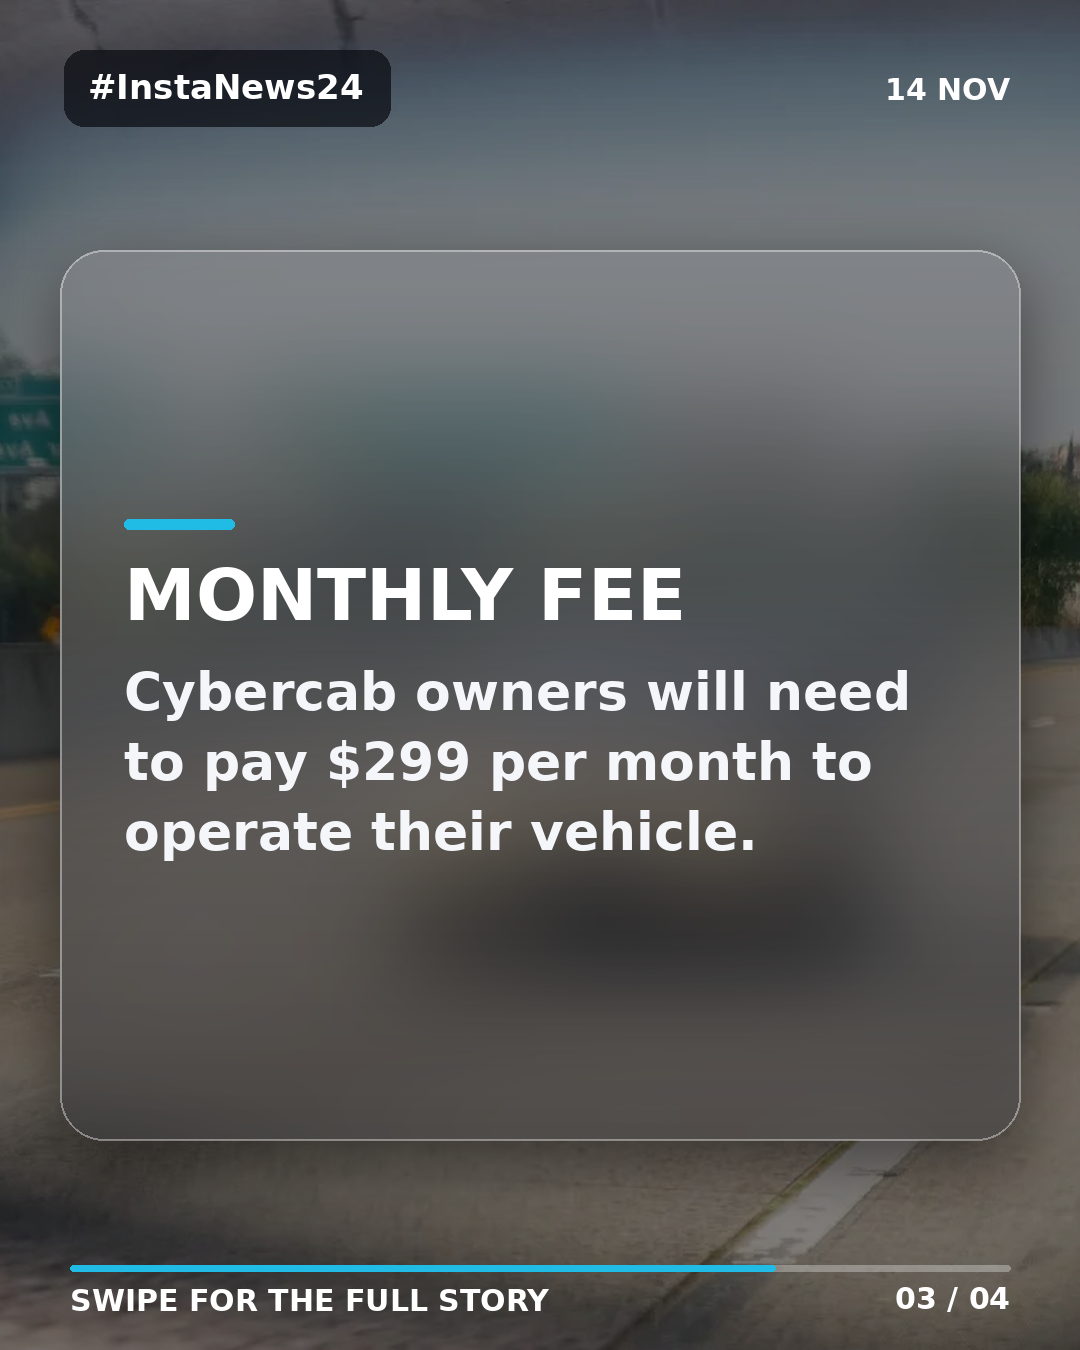 #InstaNews24
14 NOV
MONTHLY FEE
Cybercab owners will need
to pay $299 per month to
operate their vehicle.
SWIPE FOR THE FULL STORY
03 / 04